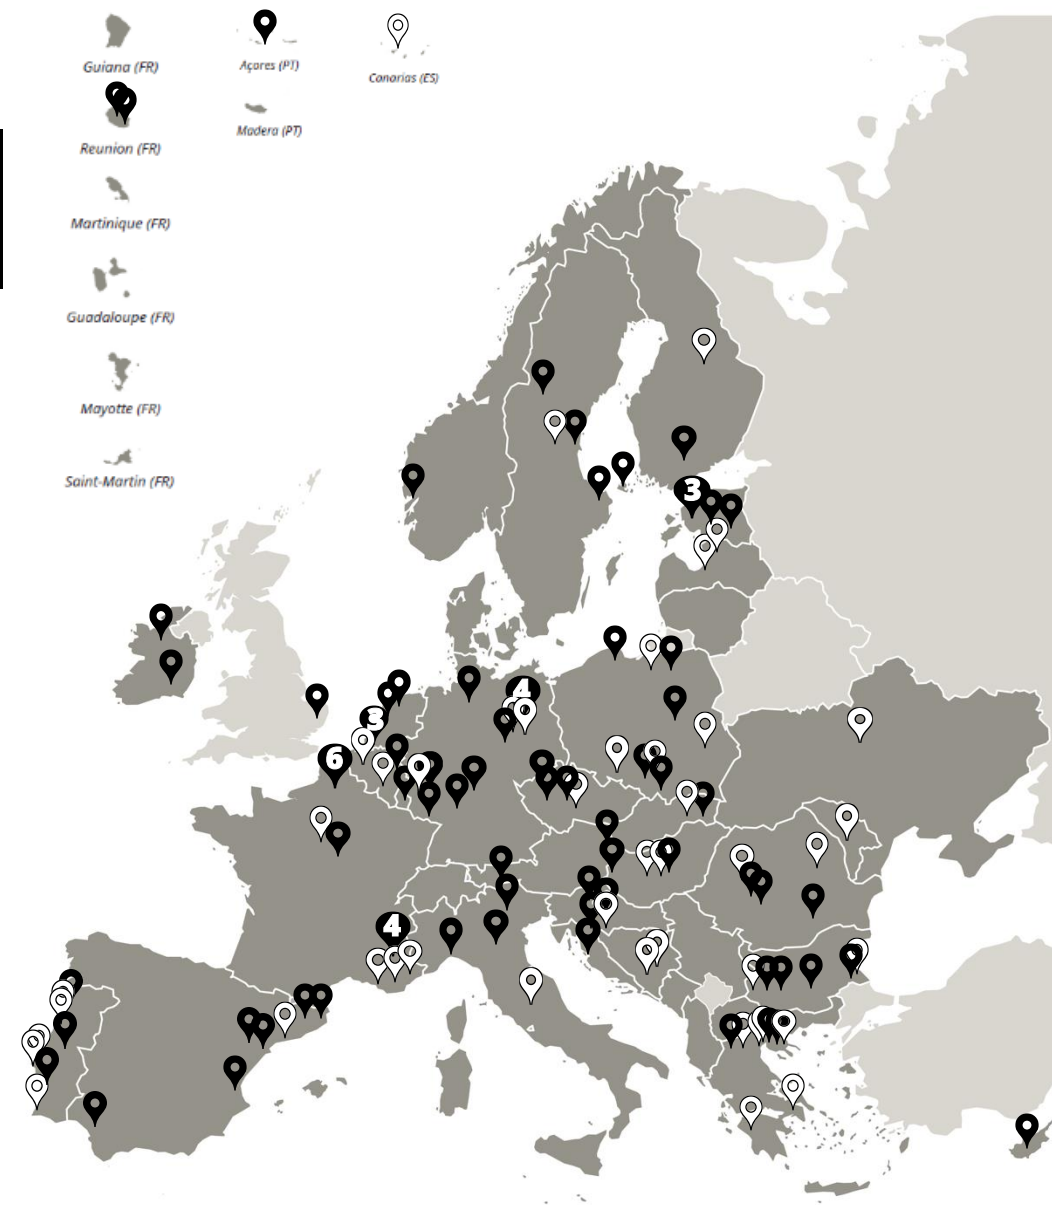 Guiana (FR)
Açores (PT)
Canarias (ES)
Reunion (FR)
Madera (PT)
Martinique (FR)
Guadaloupe (FR)
Mayotte (FR)
Saint-Martin (FR)
3
4
3
6
4